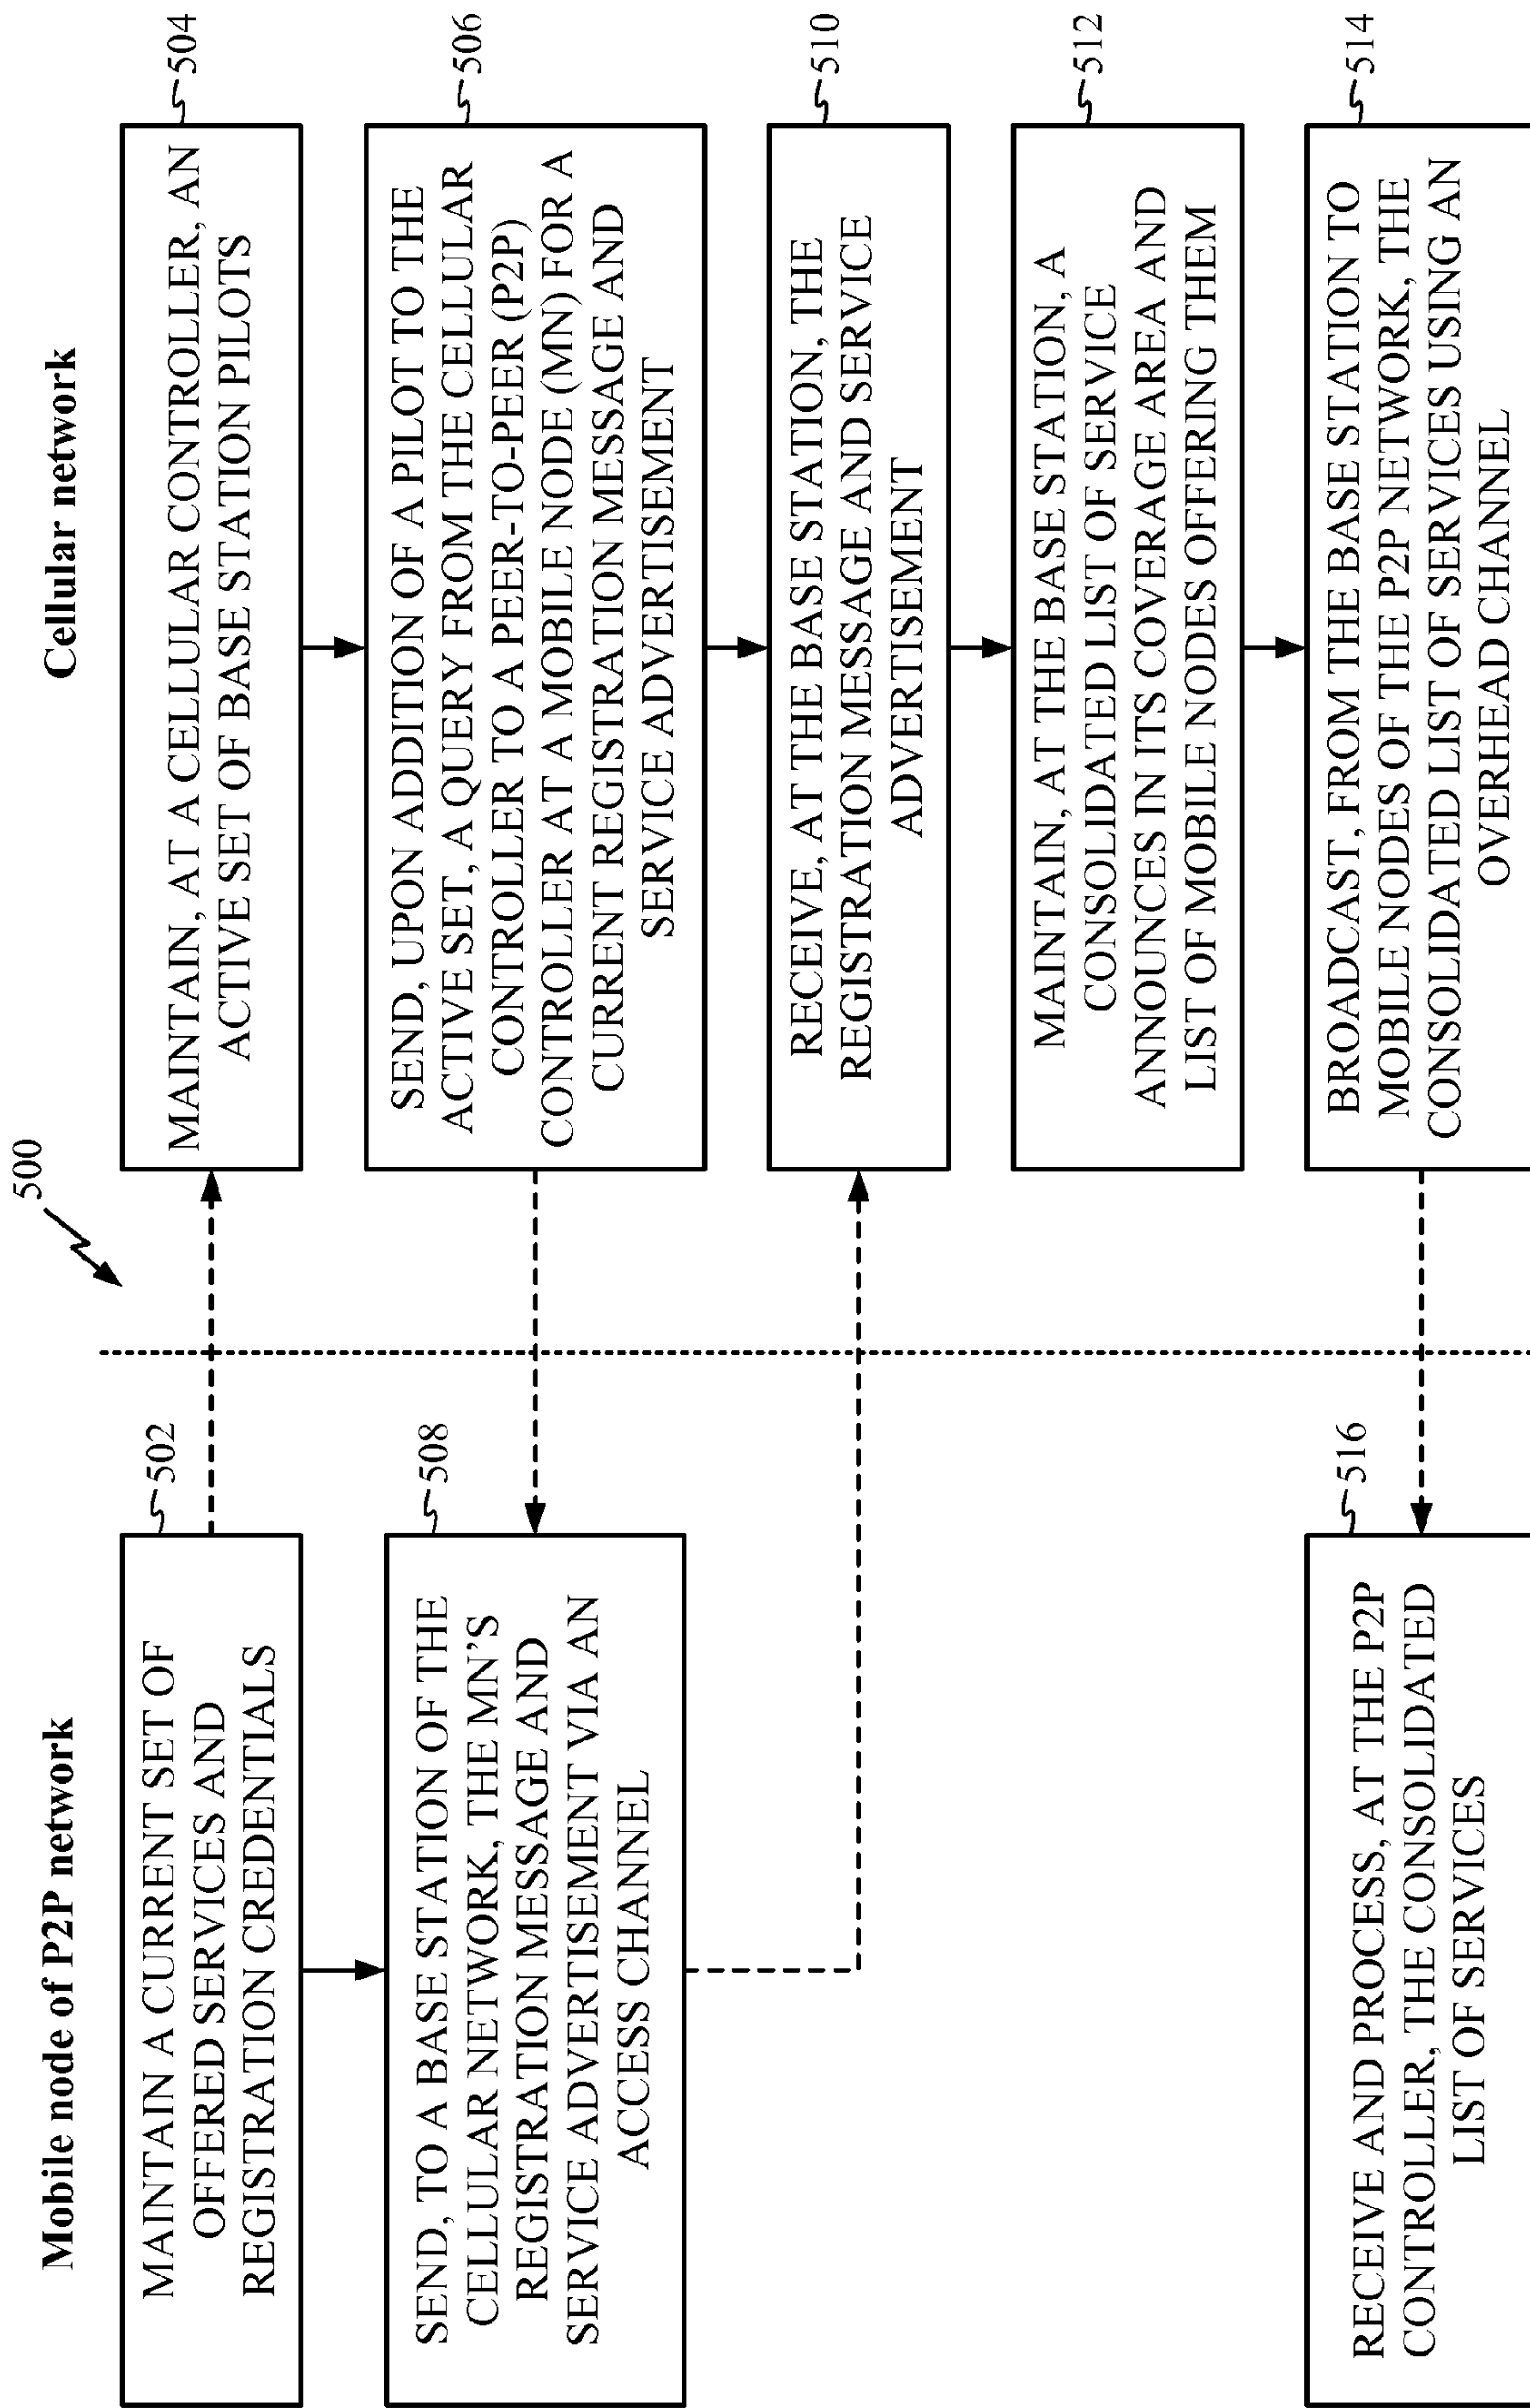 500
Mobile node of P2P network
Cellular network
MAINTAIN A CURRENT SET OF
OFFERED SERVICES AND
REGISTRATION CREDENTIALS
502
MAINTAIN, AT A CELLULAR CONTROLLER, AN
ACTIVE SET OF BASE STATION PILOTS
504
SEND, UPON ADDITION OF A PILOT TO THE
ACTIVE SET, A QUERY FROM THE CELLULAR
CONTROLLER TO A PEER-TO-PEER (P2P)
CONTROLLER AT A MOBILE NODE (MN) FOR A
CURRENT REGISTRATION MESSAGE AND
SERVICE ADVERTISEMENT
506
SEND, TO A BASE STATION OF THE
CELLULAR NETWORK, THE MN'S
REGISTRATION MESSAGE AND
SERVICE ADVERTISEMENT VIA AN
ACCESS CHANNEL
508
RECEIVE, AT THE BASE STATION, THE
REGISTRATION MESSAGE AND SERVICE
ADVERTISEMENT
510
MAINTAIN, AT THE BASE STATION, A
CONSOLIDATED LIST OF SERVICE
ANNOUNCES IN ITS COVERAGE AREA AND
LIST OF MOBILE NODES OFFERING THEM
512
BROADCAST, FROM THE BASE STATION TO
MOBILE NODES OF THE P2P NETWORK, THE
CONSOLIDATED LIST OF SERVICES USING AN
OVERHEAD CHANNEL
514
RECEIVE AND PROCESS, AT THE P2P
CONTROLLER, THE CONSOLIDATED
LIST OF SERVICES
516